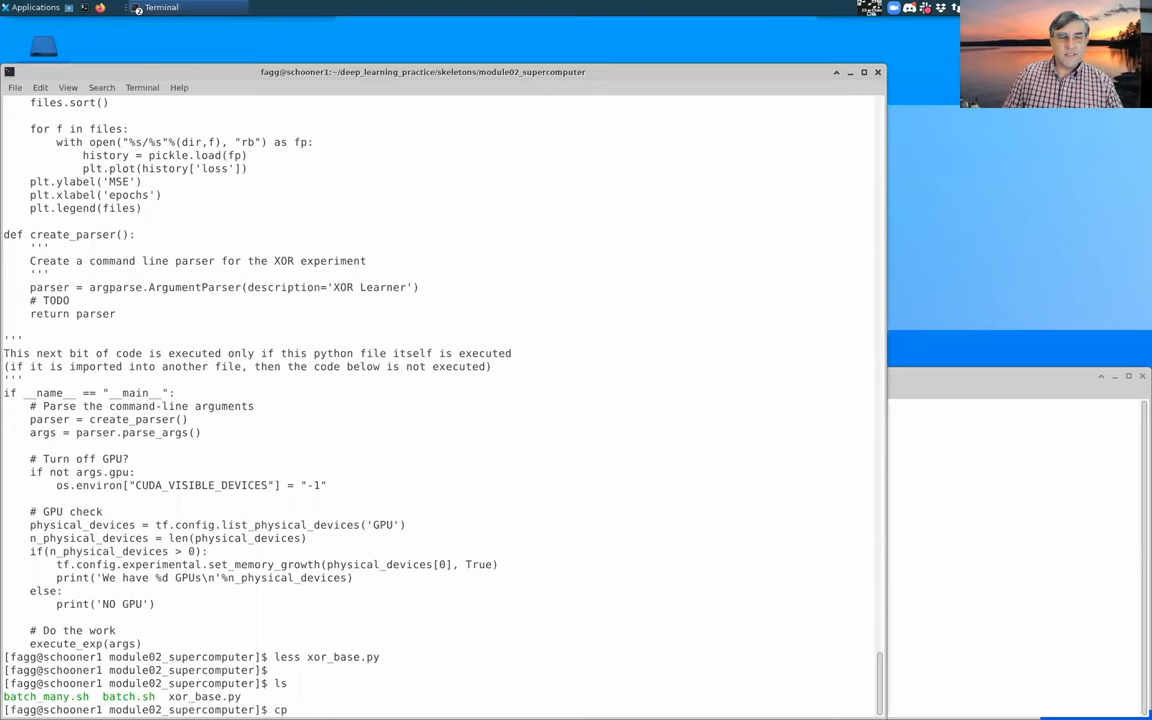 Applications
Terminal
fagg@schooner1:~/deep_learning_practice/skeletons/module02_supercomputer
File Edit View Search Terminal Help
    files.sort()
    for f in files:
        with open("%s/%s"%(dir,f), "rb") as fp:
            history = pickle.load(fp)
            plt.plot(history['loss'])
    plt.ylabel('MSE')
    plt.xlabel('epochs')
    plt.legend(files)
def create_parser():
    '''
    Create a command line parser for the XOR experiment
    '''
    parser = argparse.ArgumentParser(description='XOR Learner')
    # TODO
    return parser
'''
This next bit of code is executed only if this python file itself is executed
(if it is imported into another file, then the code below is not executed)
'''
if __name__ == "__main__":
    # Parse the command-line arguments
    parser = create_parser()
    args = parser.parse_args()
    # Turn off GPU?
    if not args.gpu:
        os.environ["CUDA_VISIBLE_DEVICES"] = "-1"
    # GPU check
    physical_devices = tf.config.list_physical_devices('GPU')
    n_physical_devices = len(physical_devices)
    if(n_physical_devices > 0):
        tf.config.experimental.set_memory_growth(physical_devices[0], True)
        print('We have %d GPUs\n'%n_physical_devices)
    else:
        print('NO GPU')
    # Do the work
    execute_exp(args)
[fagg@schooner1 module02_supercomputer]$ less xor_base.py
[fagg@schooner1 module02_supercomputer]$
[fagg@schooner1 module02_supercomputer]$ ls
batch_many.sh  batch.sh  xor_base.py
[fagg@schooner1 module02_supercomputer]$ cp